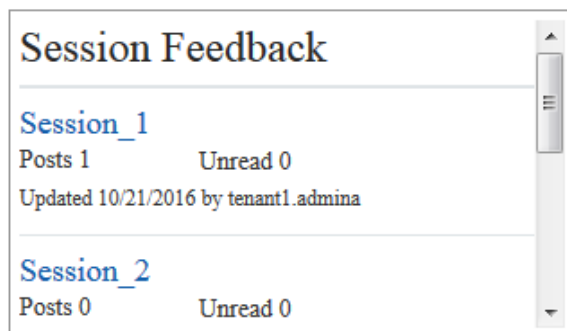 Session Feedback
Session_1
Posts 1 Unread 0
Updated 10/21/2016 by tenant1.admina
Session_2
Posts 0 Unread 0